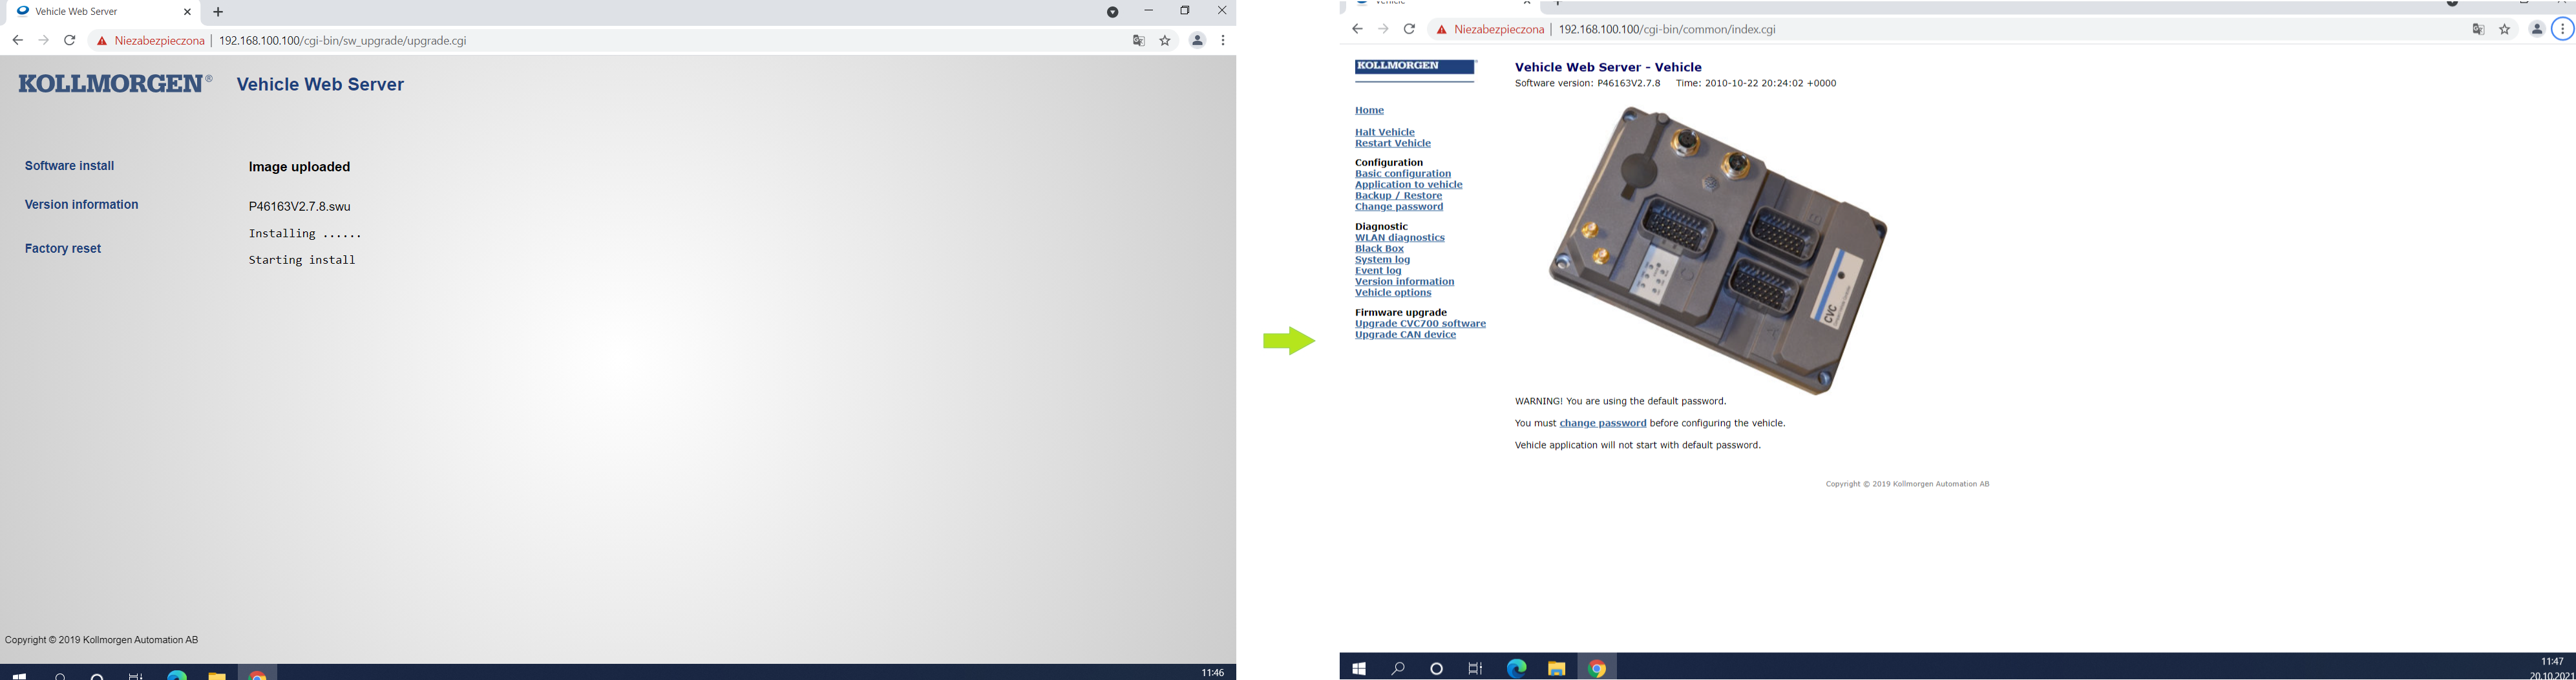 Vehicle Web Server
Niezabezpieczona | 192.168.100.100/cgi-bin/sw_upgrade/upgrade.cgi
KOLLMORGEN® Vehicle Web Server
Software install
Version information
Factory reset
Image uploaded
P46163V2.7.8.swu
Installing ......
Starting install
Copyright © 2019 Kollmorgen Automation AB
11:46
Niezabezpieczona | 192.168.100.100/cgi-bin/common/index.cgi
KOLLMORGEN
Vehicle Web Server - Vehicle
Software version: P46163V2.7.8 Time: 2010-10-22 20:24:02 +0000
Home
Halt Vehicle
Restart Vehicle
Configuration
Basic configuration
Application to vehicle
Backup / Restore
Change password
Diagnostic
WLAN diagnostics
Black Box
System log
Event log
Version information
Vehicle options
Firmware upgrade
Upgrade CVC700 software
Upgrade CAN device
CVC
WARNING! You are using the default password.
You must change password before configuring the vehicle.
Vehicle application will not start with default password.
Copyright © 2019 Kollmorgen Automation AB
11:47